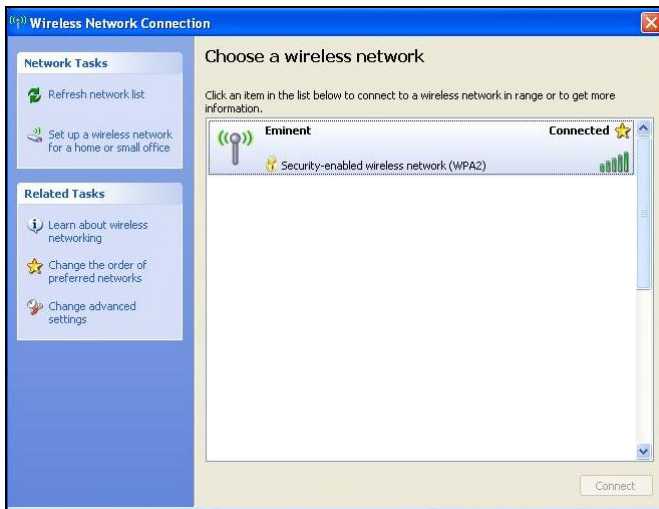 Wireless Network Connection
Network Tasks
Refresh network list
Set up a wireless network
for a home or small office
Related Tasks
Learn about wireless
networking
Change the order of
preferred networks
Change advanced
settings
Choose a wireless network
Click an item in the list below to connect to a wireless network in range or to get more
information.
Eminent
Connected
Security-enabled wireless network (WPA2)
Connect